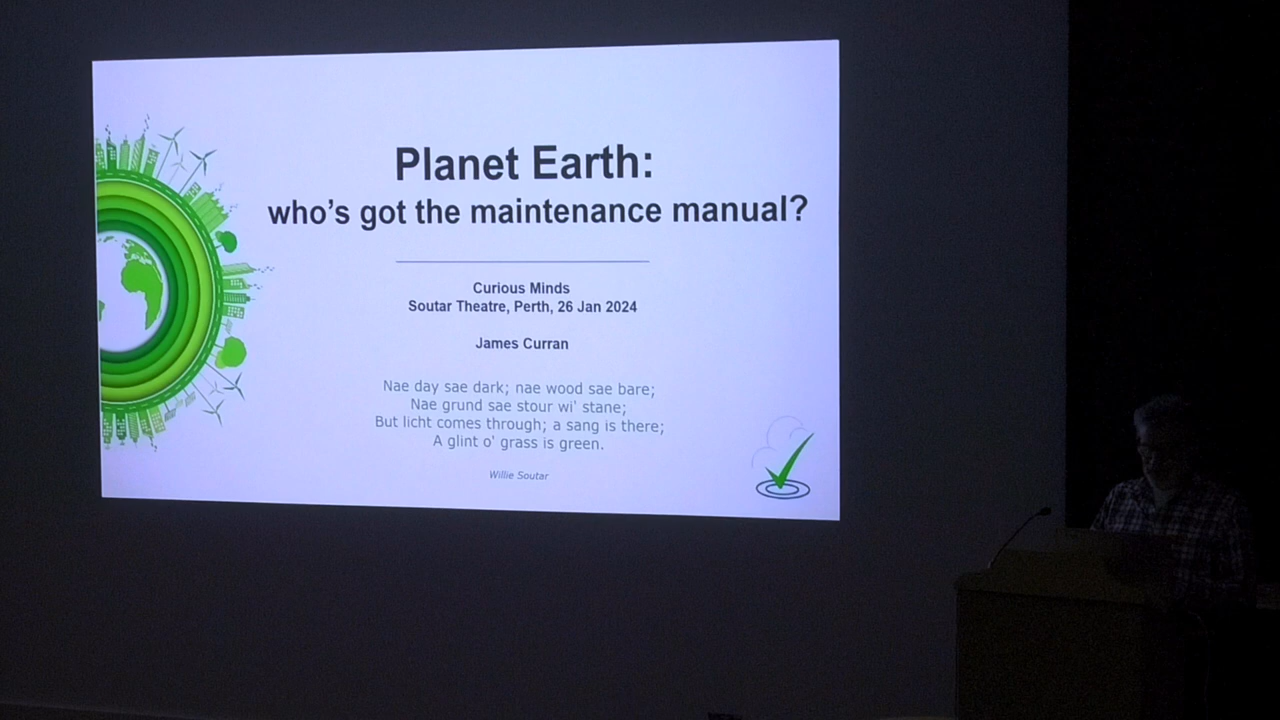 Planet Earth:
who's got the maintenance manual?
Curious Minds
Soutar Theatre, Perth, 26 Jan 2024
James Curran
Nae day sae dark; nae wood sae bare;
Nae grund sae stour wi' stane;
But licht comes through; a sang is there;
A glint o' grass is green.
Willie Soutar